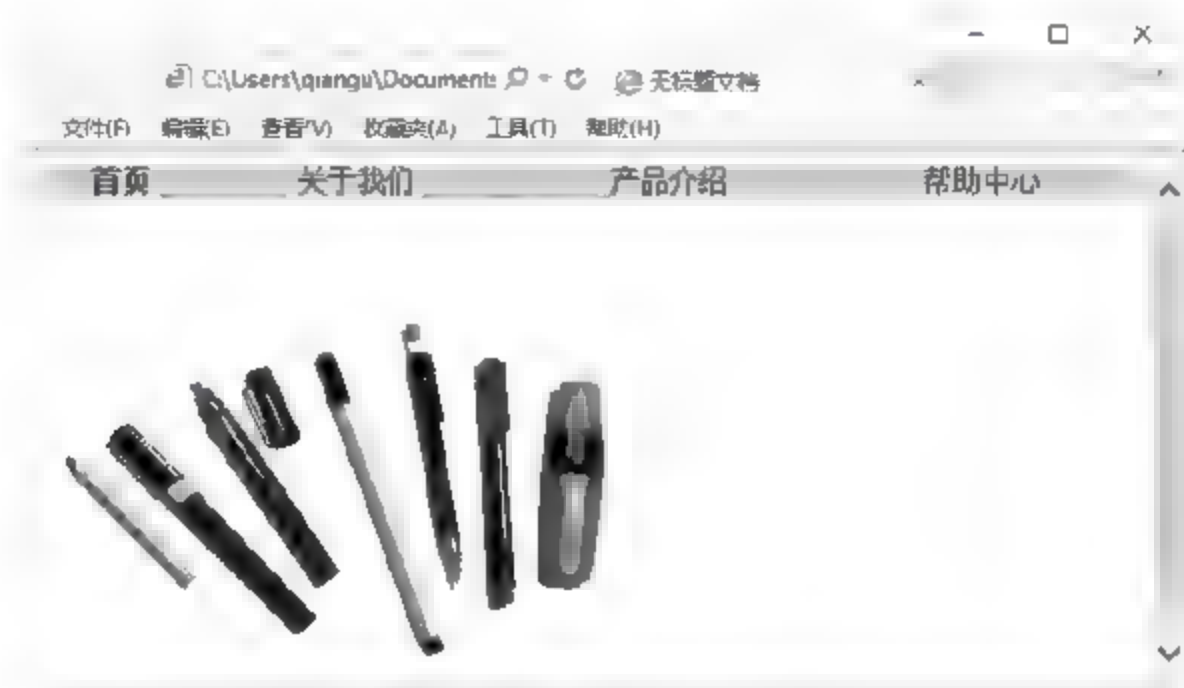 C:\Users\qiangu\Document: 无标题文档
文件(F) 编辑(E) 查看(V) 收藏夹(A) 工具(T) 帮助(H)
首页 关于我们 产品介绍 帮助中心